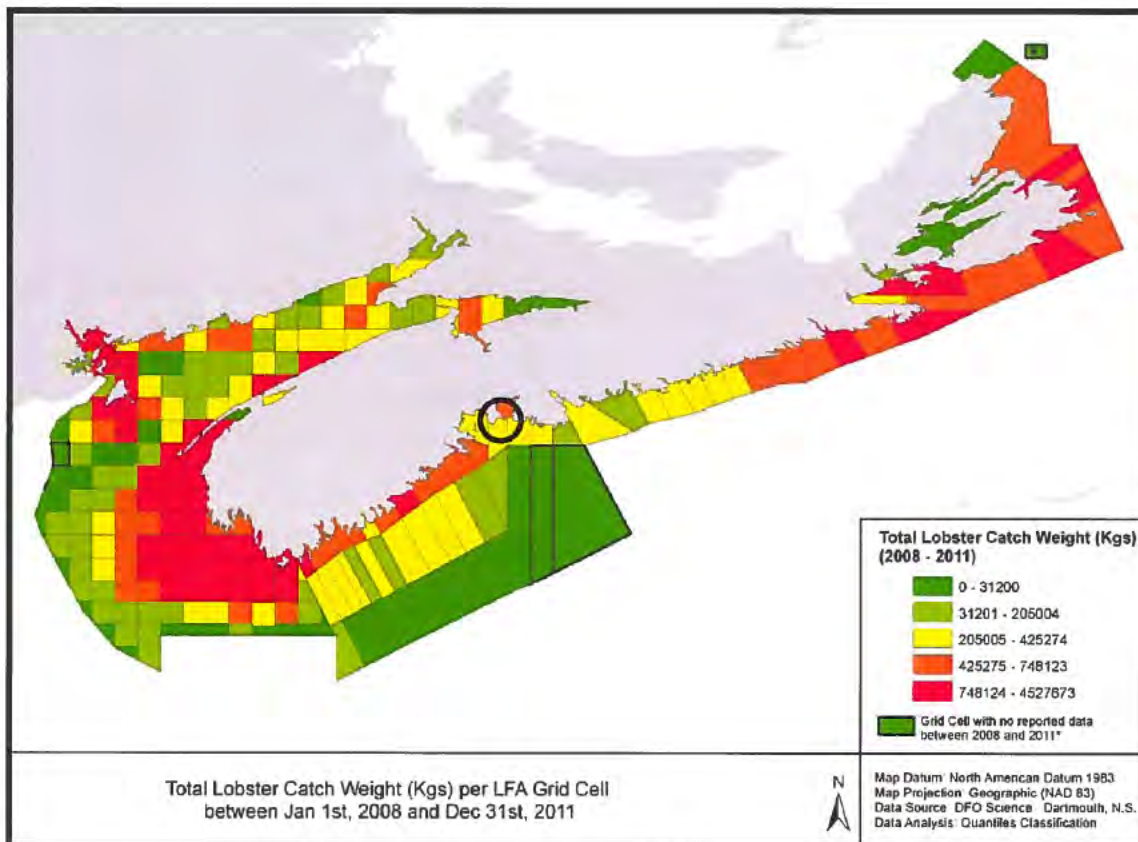 Total Lobster Catch Weight (Kgs)
(2008 - 2011)
0 - 31200
31201 - 205004
205005 - 425274
425275 - 748123
748124 - 4527673
Grid Cell with no reported data
between 2008 and 2011*
Total Lobster Catch Weight (Kgs) per LFA Grid Cell
between Jan 1st, 2008 and Dec 31st, 2011
N
Map Datum: North American Datum 1983
Map Projection: Geographic (NAD 83)
Data Source: DFO Science Dartmouth, N.S.
Data Analysis: Quantiles Classification